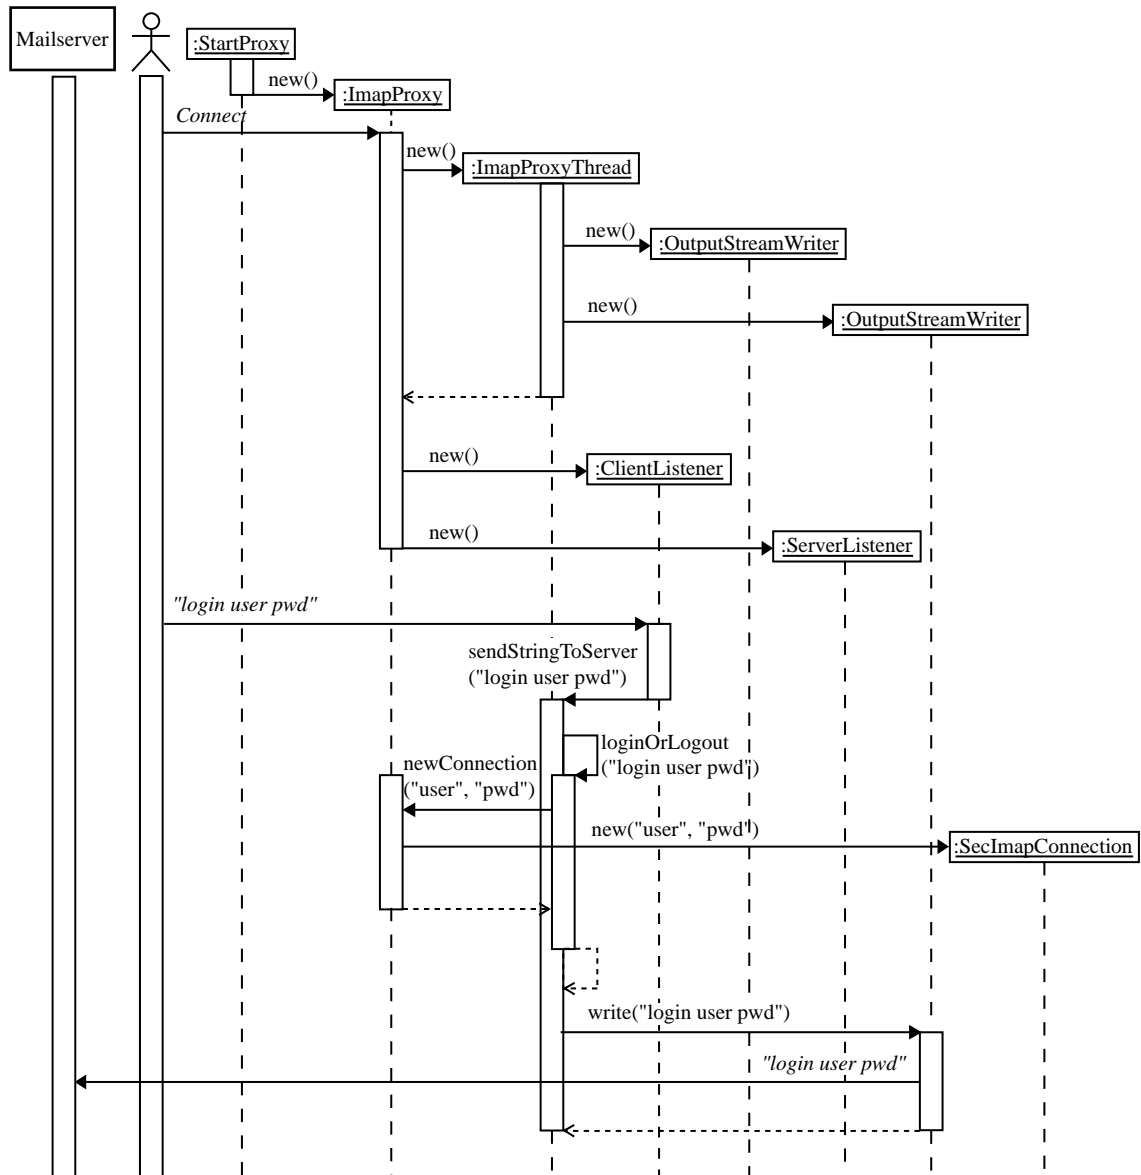 Mailserver
:StartProxy
new()
:ImapProxy
Connect
new()
:ImapProxyThread
new()
:OutputStreamWriter
new()
:OutputStreamWriter
new()
:ClientListener
new()
:ServerListener
"login user pwd"
sendStringToServer
("login user pwd")
loginOrLogout
("login user pwd")
newConnection
("user", "pwd")
new("user", "pwd")
:SecImapConnection
write("login user pwd")
"login user pwd"